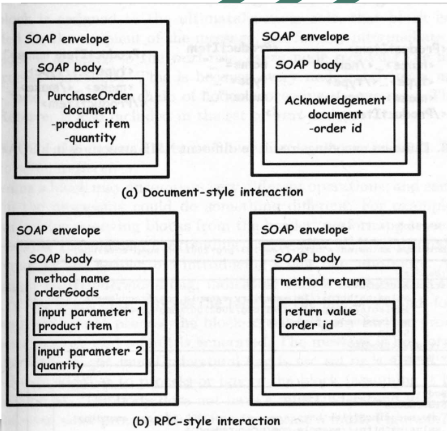 SOAP envelope
SOAP body
PurchaseOrder
document
-product item
-quantity
SOAP envelope
SOAP body
Acknowledgement
document
-order id
(a) Document-style interaction
SOAP envelope
SOAP body
method name
orderGoods
input parameter 1
product item
input parameter 2
quantity
SOAP envelope
SOAP body
method return
return value
order id
(b) RPC-style interaction